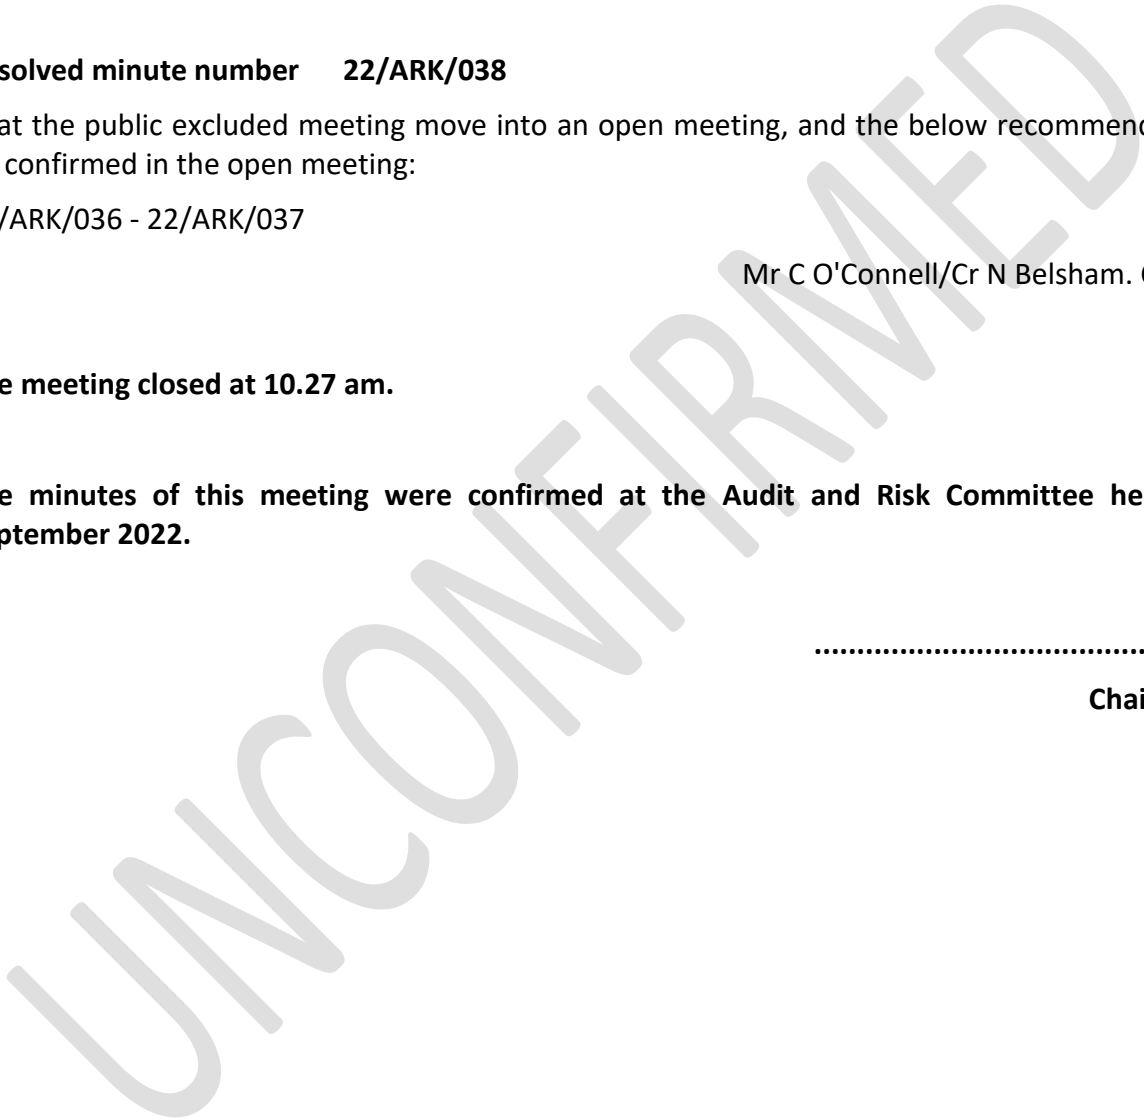 solved minute number 22/ARK/038
at the public excluded meeting move into an open meeting, and the below recommend
confirmed in the open meeting:
/ARK/036 - 22/ARK/037
Mr C O'Connell/Cr N Belsham.
e meeting closed at 10.27 am.
e minutes of this meeting were confirmed at the Audit and Risk Committee he
ptember 2022.
.......................................
Chai
UNCONFIRMED